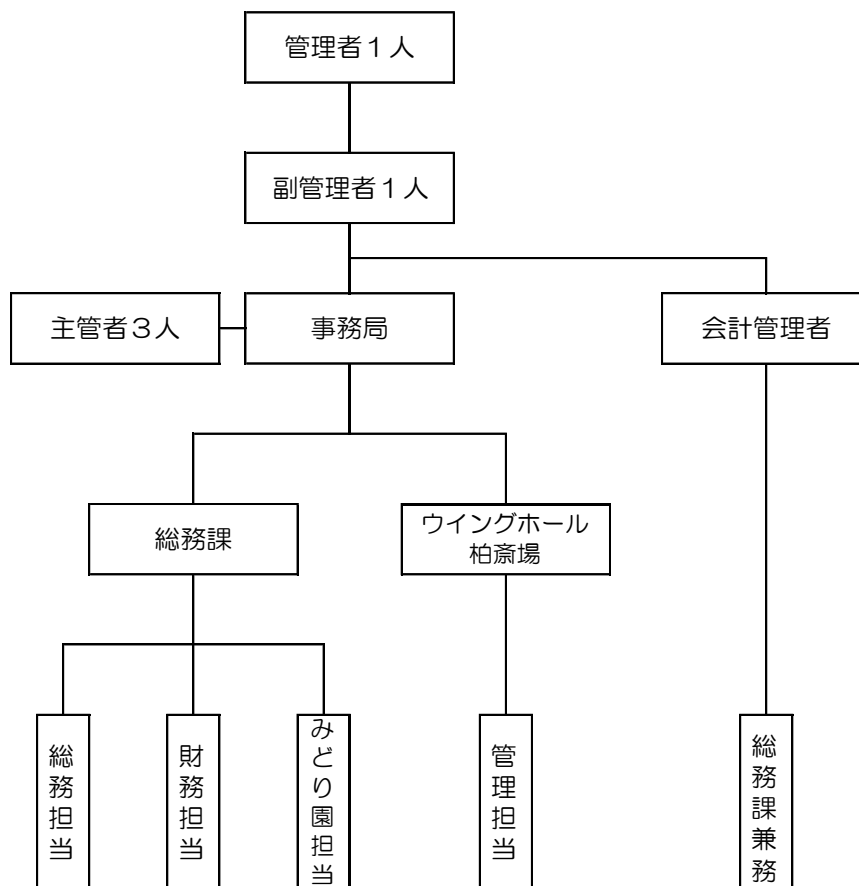 管理者１人
副管理者１人
主管者３人
事務局
会計管理者
総務課
ウイングホール
柏斎場
総務担当
財務担当
みどり園担当
管理担当
総務課兼務